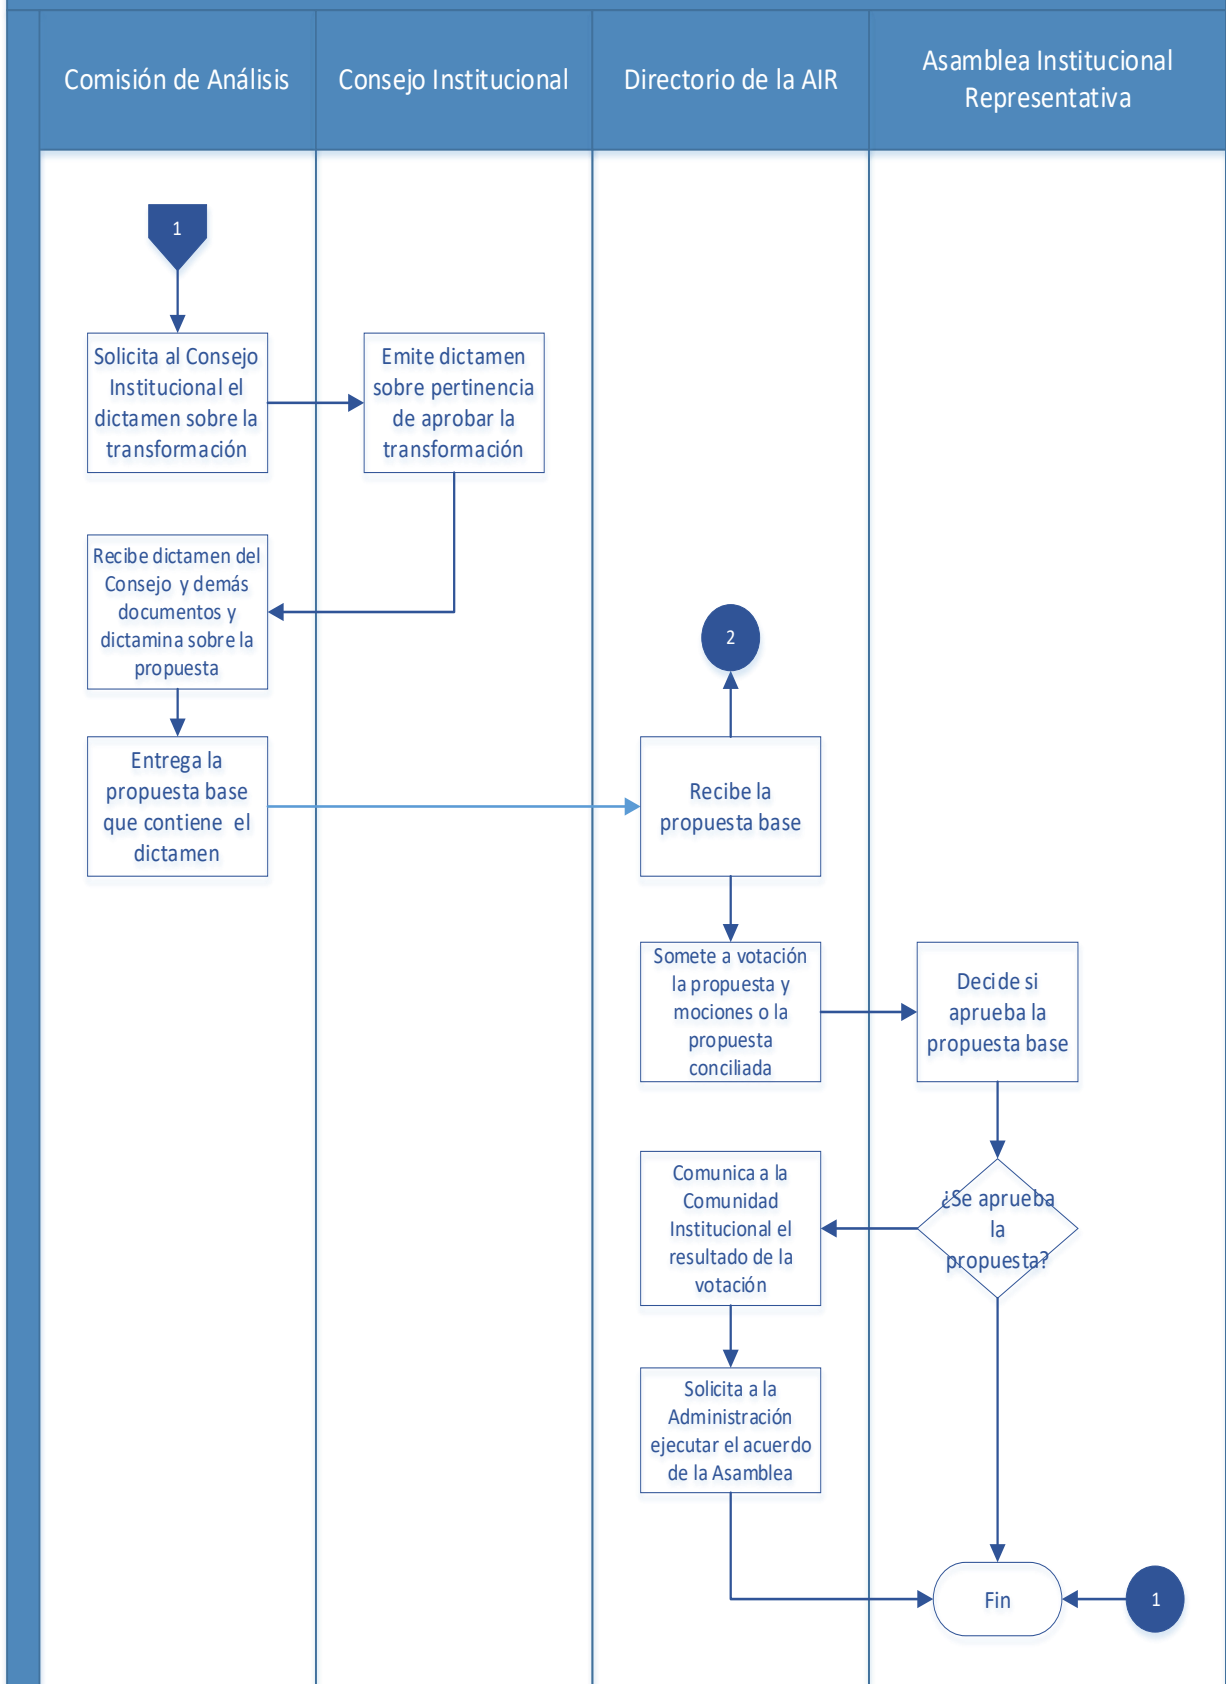 Comisión de Análisis
Consejo Institucional
Directorio de la AIR
Asamblea Institucional
Representativa
1
Solicita al Consejo
Institucional el
dictamen sobre la
transformación
Emite dictamen
sobre pertinencia
de aprobar la
transformación
Recibe dictamen del
Consejo y demás
documentos y
dictamina sobre la
propuesta
2
Entrega la
propuesta base
que contiene el
dictamen
Recibe la
propuesta base
Somete a votación
la propuesta y
mociones o la
propuesta
conciliada
Decide si
aprueba la
propuesta base
¿Se aprueba
la
propuesta?
Comunica a la
Comunidad
Institucional el
resultado de la
votación
Solicita a la
Administración
ejecutar el acuerdo
de la Asamblea
Fin
1